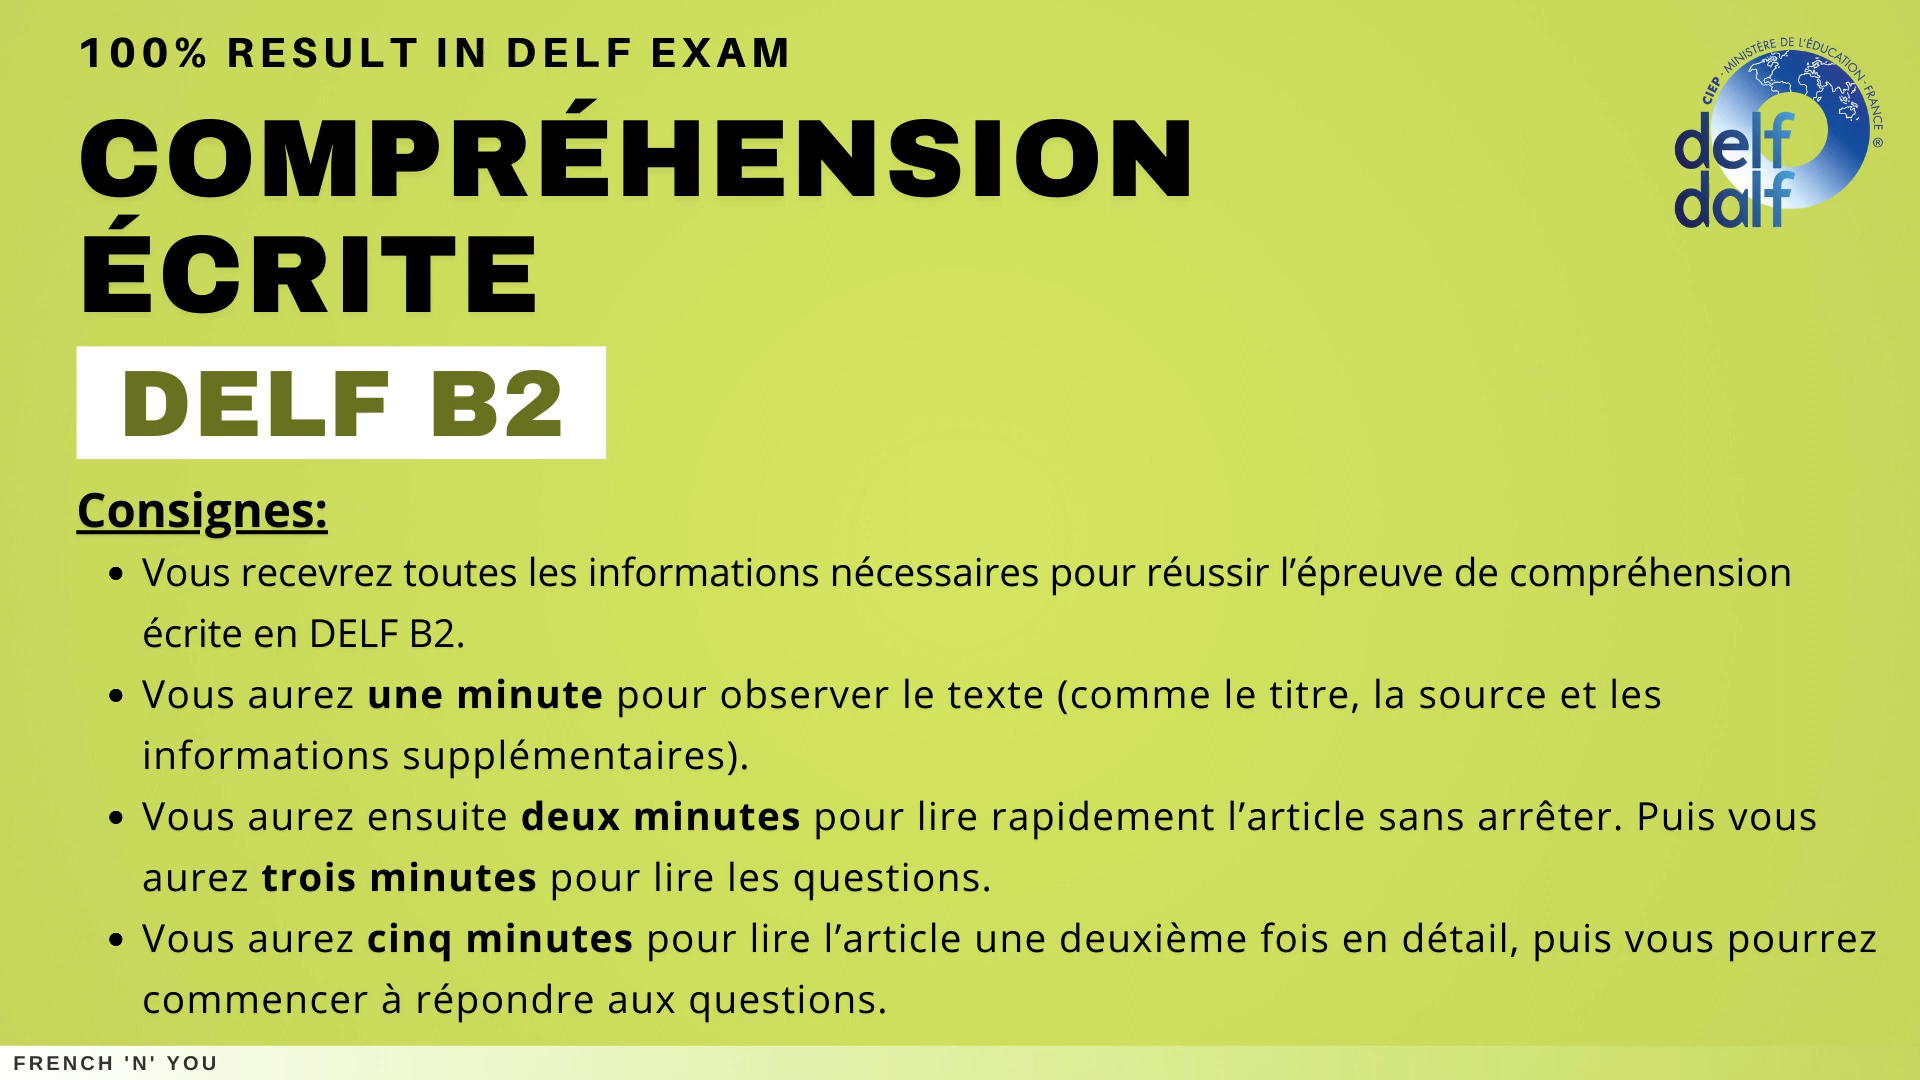 100% RESULT IN DELF EXAM
COMPRÉHENSION
ÉCRITE
DELF B2
CIEP - MINISTÈRE DE L'ÉDUCATION - FRANCE ®
delf
dalf
Consignes:
• Vous recevrez toutes les informations nécessaires pour réussir l’épreuve de compréhension
écrite en DELF B2.
• Vous aurez une minute pour observer le texte (comme le titre, la source et les
informations supplémentaires).
• Vous aurez ensuite deux minutes pour lire rapidement l’article sans arrêter. Puis vous
aurez trois minutes pour lire les questions.
• Vous aurez cinq minutes pour lire l’article une deuxième fois en détail, puis vous pourrez
commencer à répondre aux questions.
FRENCH 'N' YOU